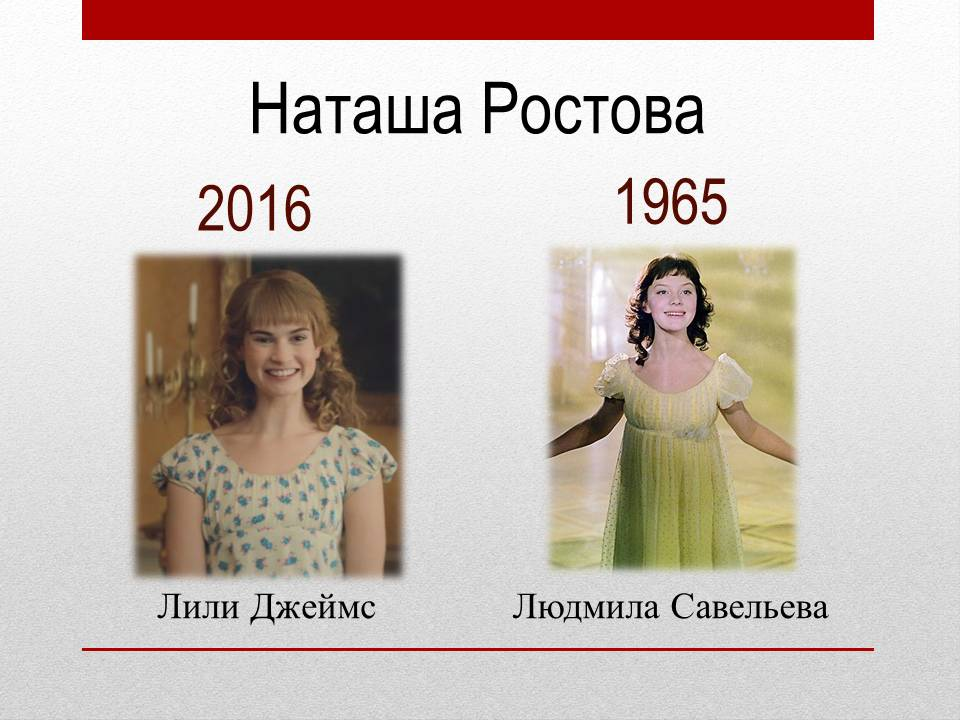 Наташа Ростова
2016
1965
Лили Джеймс
Людмила Савельева